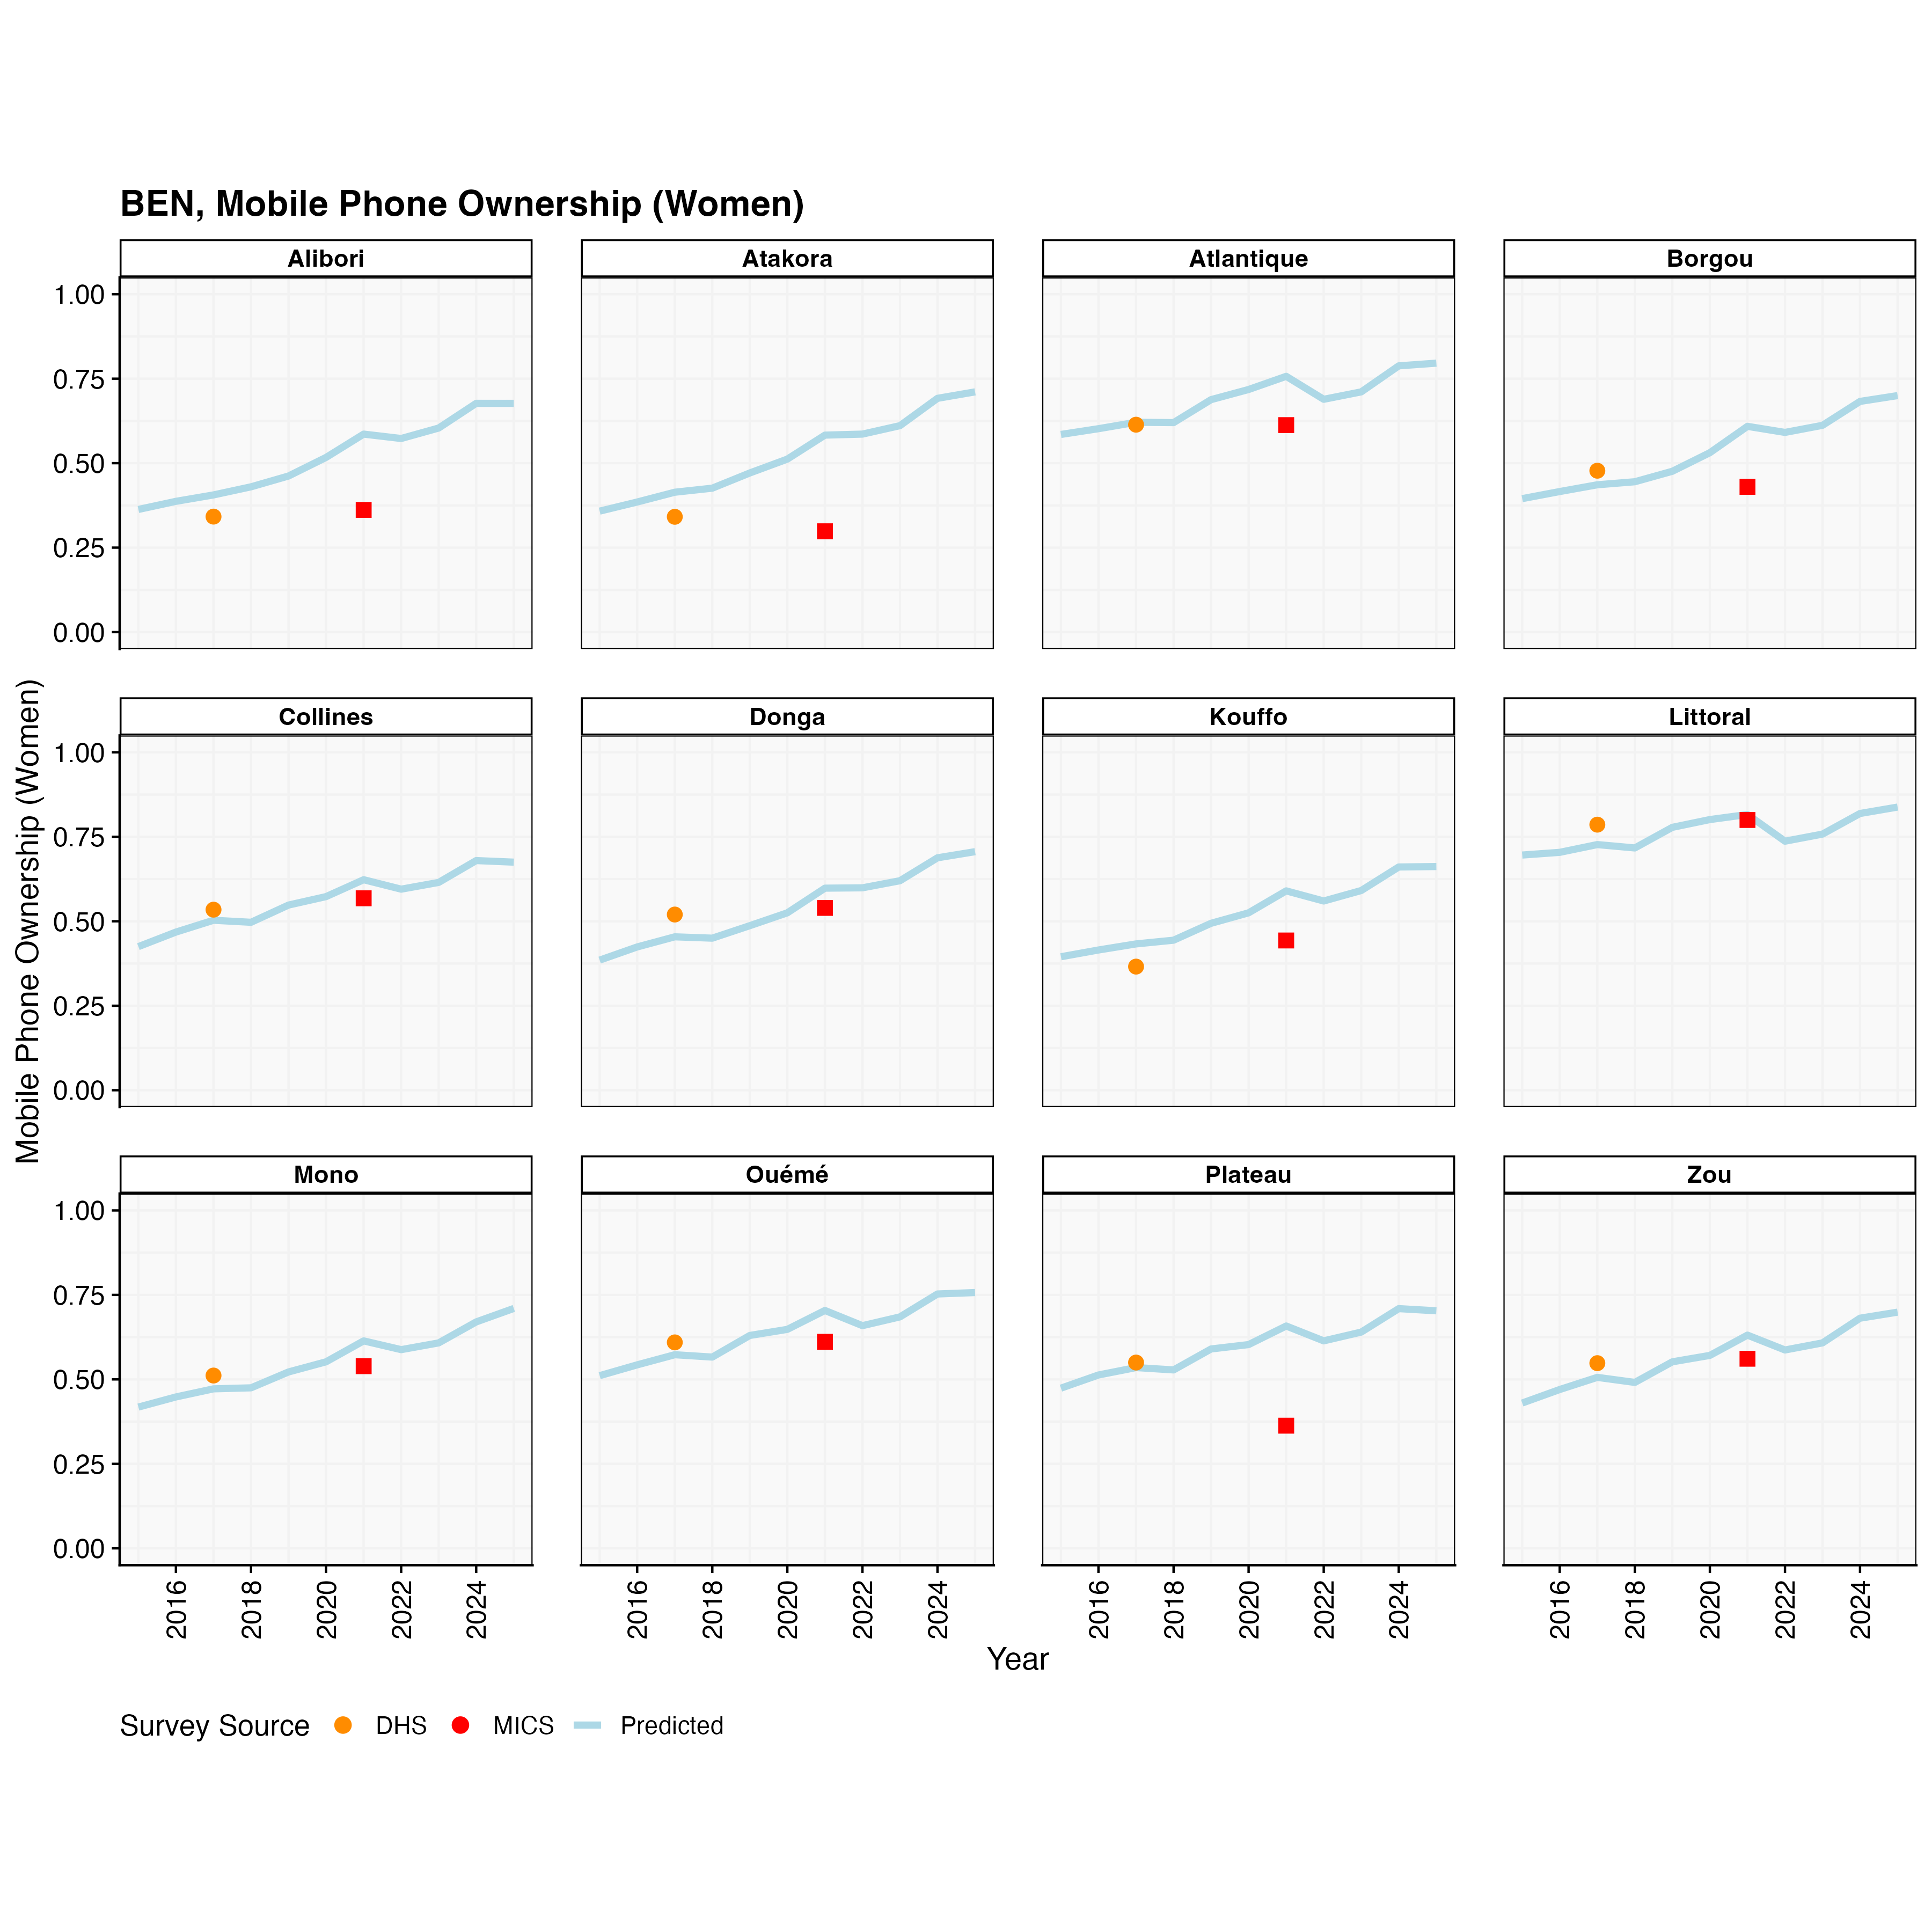 BEN, Mobile Phone Ownership (Women)
Alibori
Atakora
Atlantique
Borgou
1.00
0.75
0.50
0.25
0.00
Collines
Donga
Kouffo
Littoral
1.00
0.75
0.50
0.25
0.00
Mono
Ouémé
Plateau
Zou
1.00
0.75
0.50
0.25
0.00
Mobile Phone Ownership (Women)
2016 2018 2020 2022 2024
2016 2018 2020 2022 2024
2016 2018 2020 2022 2024
2016 2018 2020 2022 2024
Year
Survey Source DHS MICS Predicted